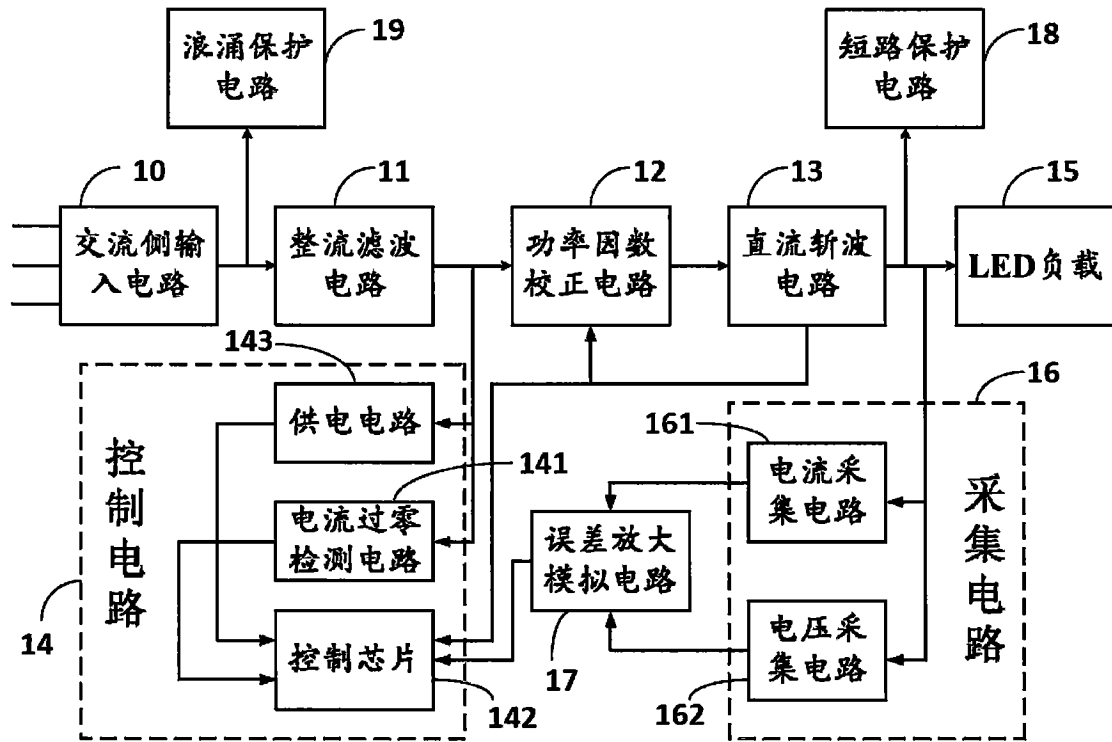 浪涌保护
电路
19
短路保护
电路
18
10
11
12
13
15
交流侧输
入电路
整流滤波
电路
功率因数
校正电路
直流斩波
电路
LED负载
143
供电电路
控制电路
141
电流过零
检测电路
14
控制芯片
142
误差放大
模拟电路
17
16
161
电流采
集电路
采集电路
电压采
集电路
162